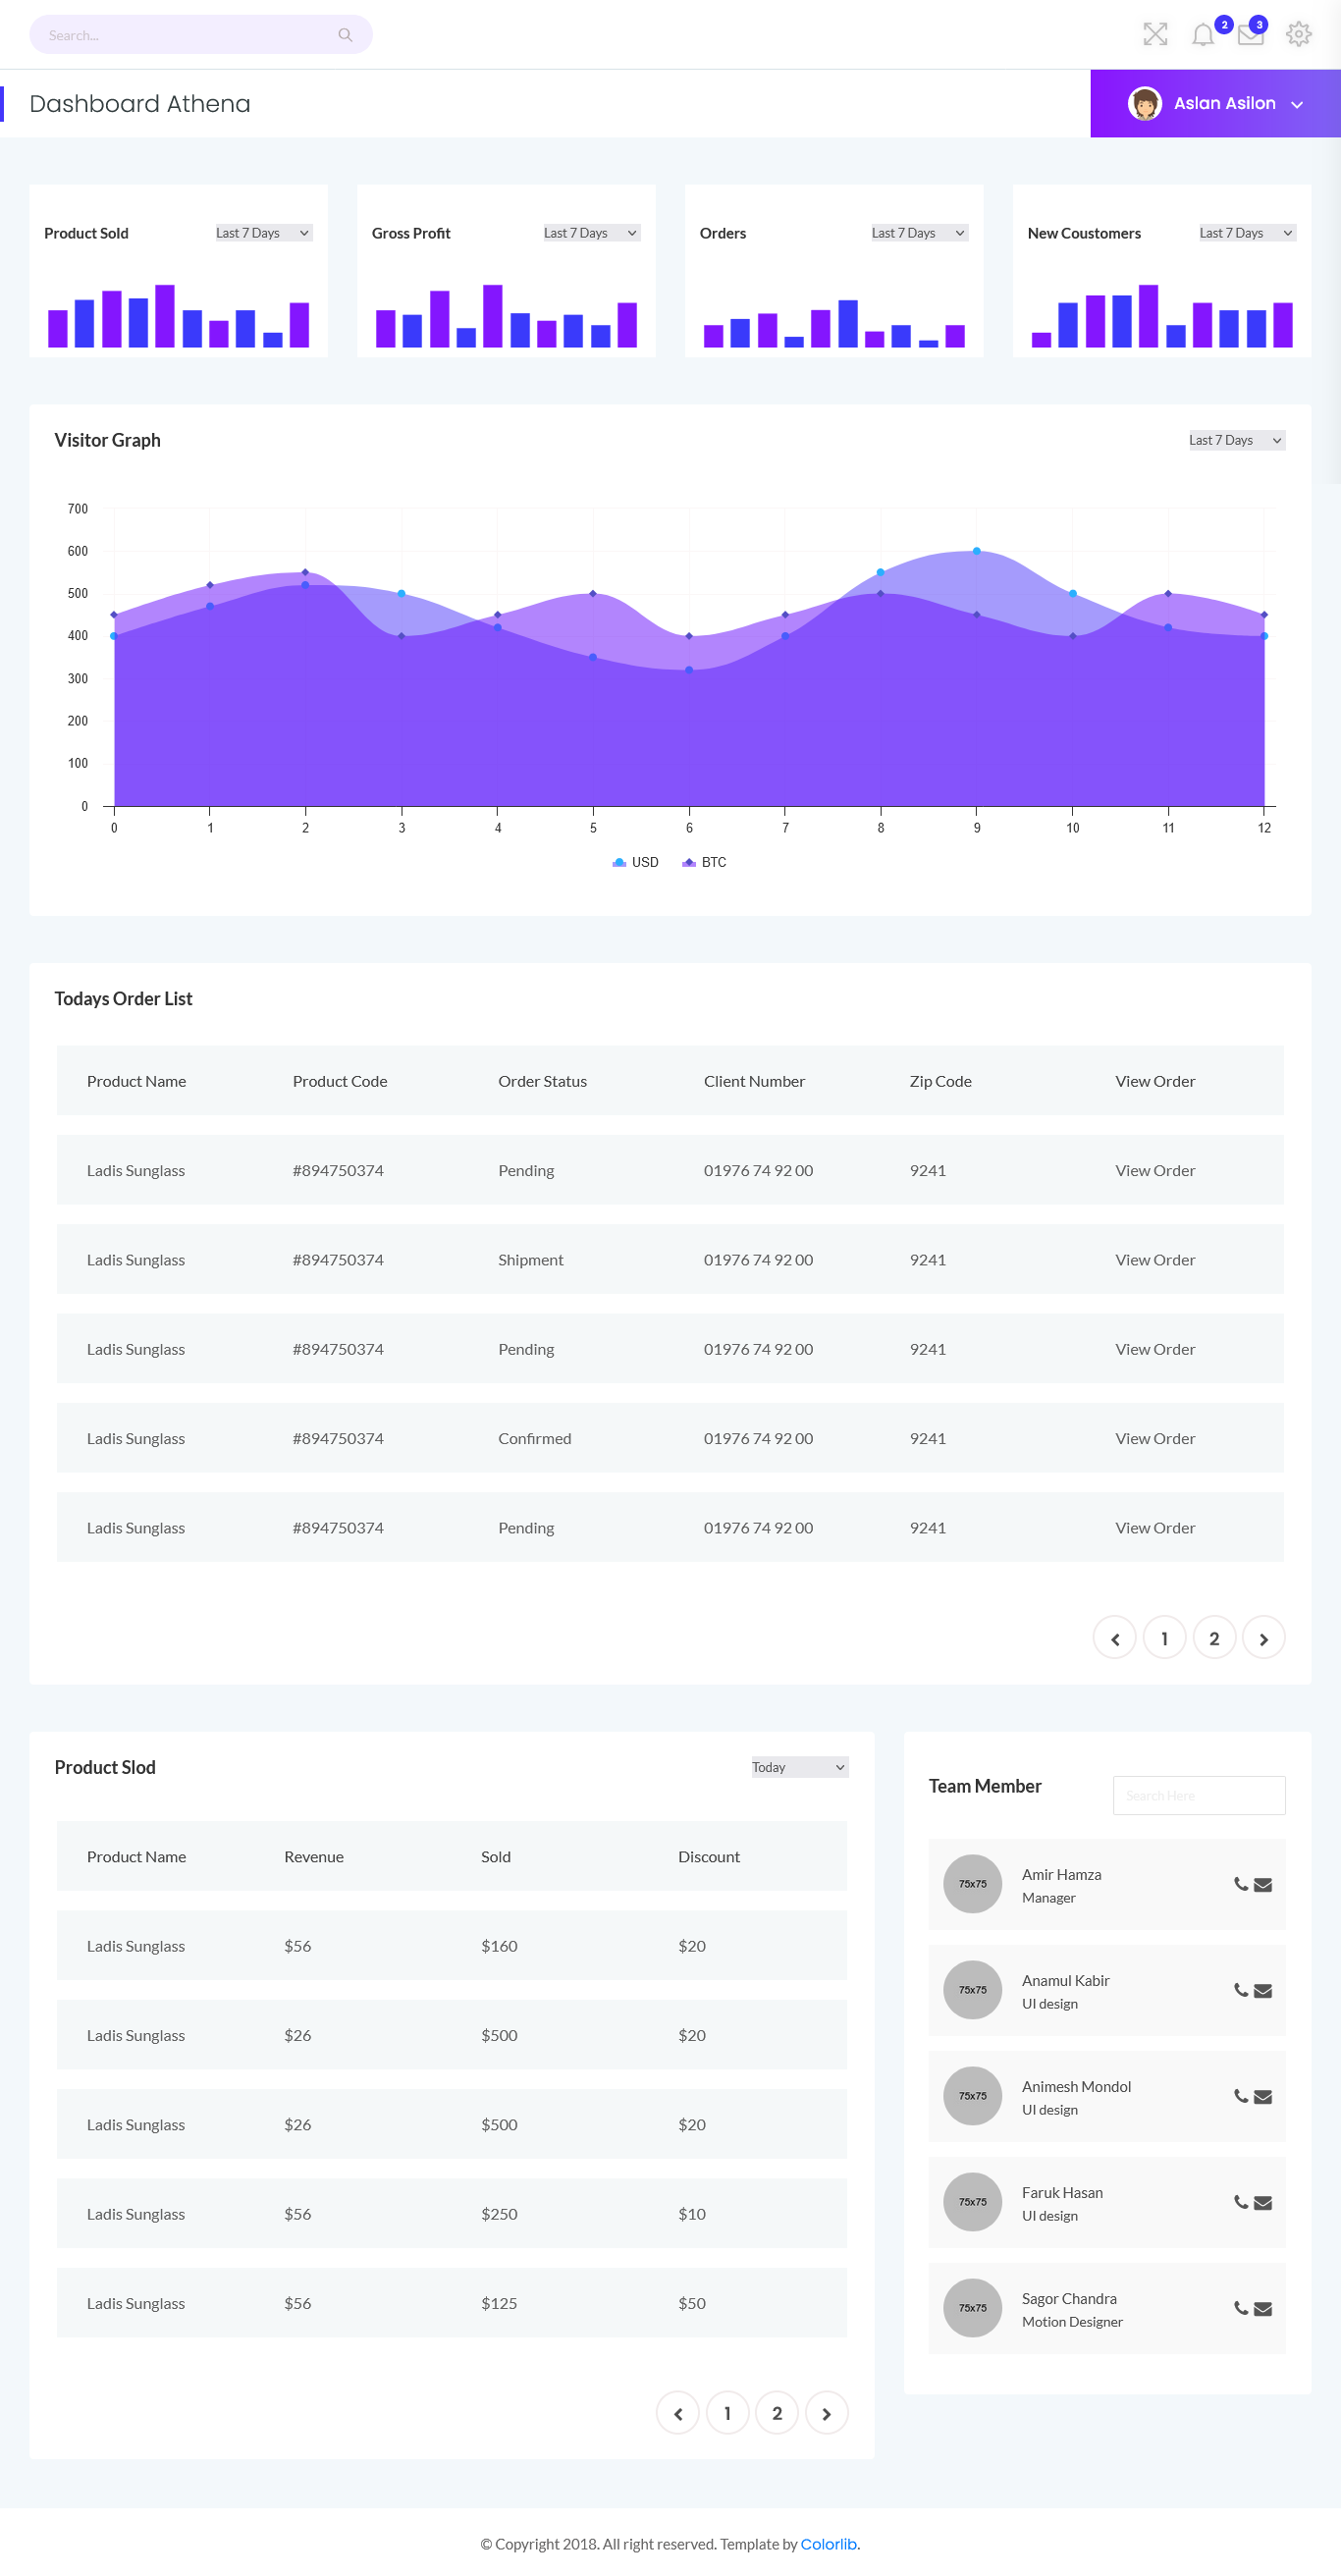 Search...
2
3
Dashboard Athena
Aslan Asilon
Product Sold
Last 7 Days
Gross Profit
Last 7 Days
Orders
Last 7 Days
New Coustomers
Last 7 Days
Visitor Graph
Last 7 Days
700
600
500
400
300
200
100
0
0 1 2 3 4 5 6 7 8 9 10 11 12
USD BTC
Todays Order List
Product Name Product Code Order Status Client Number Zip Code View Order
Ladis Sunglass #894750374 Pending 01976 74 92 00 9241 View Order
Ladis Sunglass #894750374 Shipment 01976 74 92 00 9241 View Order
Ladis Sunglass #894750374 Pending 01976 74 92 00 9241 View Order
Ladis Sunglass #894750374 Confirmed 01976 74 92 00 9241 View Order
Ladis Sunglass #894750374 Pending 01976 74 92 00 9241 View Order
1 2
Product Slod
Today
Product Name Revenue Sold Discount
Ladis Sunglass $56 $160 $20
Ladis Sunglass $26 $500 $20
Ladis Sunglass $26 $500 $20
Ladis Sunglass $56 $250 $10
Ladis Sunglass $56 $125 $50
1 2
Team Member
Search Here
75x75
Amir Hamza
Manager
75x75
Anamul Kabir
UI design
75x75
Animesh Mondol
UI design
75x75
Faruk Hasan
UI design
75x75
Sagor Chandra
Motion Designer
© Copyright 2018. All right reserved. Template by Colorlib.